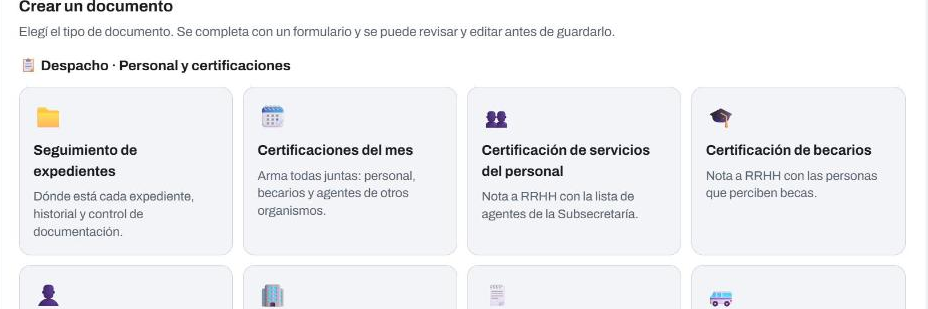 Crear un documento
Elegí el tipo de documento. Se completa con un formulario y se puede revisar y editar antes de guardarlo.
Despacho · Personal y certificaciones
Seguimiento de
expedientes
Dónde está cada expediente,
historial y control de
documentación.
Certificaciones del mes
Arma todas juntas: personal,
becarios y agentes de otros
organismos.
Certificación de servicios
del personal
Nota a RRHH con la lista de
agentes de la Subsecretaría.
Certificación de becarios
Nota a RRHH con las personas
que perciben becas.